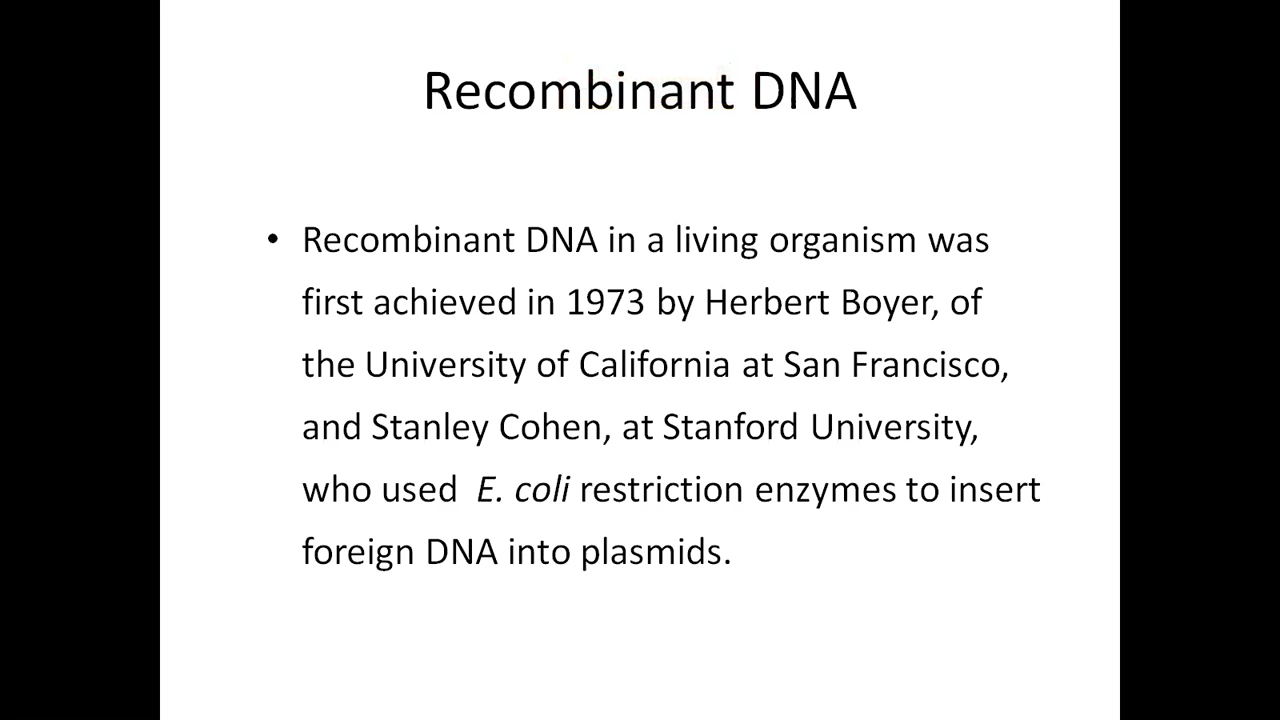 Recombinant DNA
• Recombinant DNA in a living organism was
first achieved in 1973 by Herbert Boyer, of
the University of California at San Francisco,
and Stanley Cohen, at Stanford University,
who used E. coli restriction enzymes to insert
foreign DNA into plasmids.